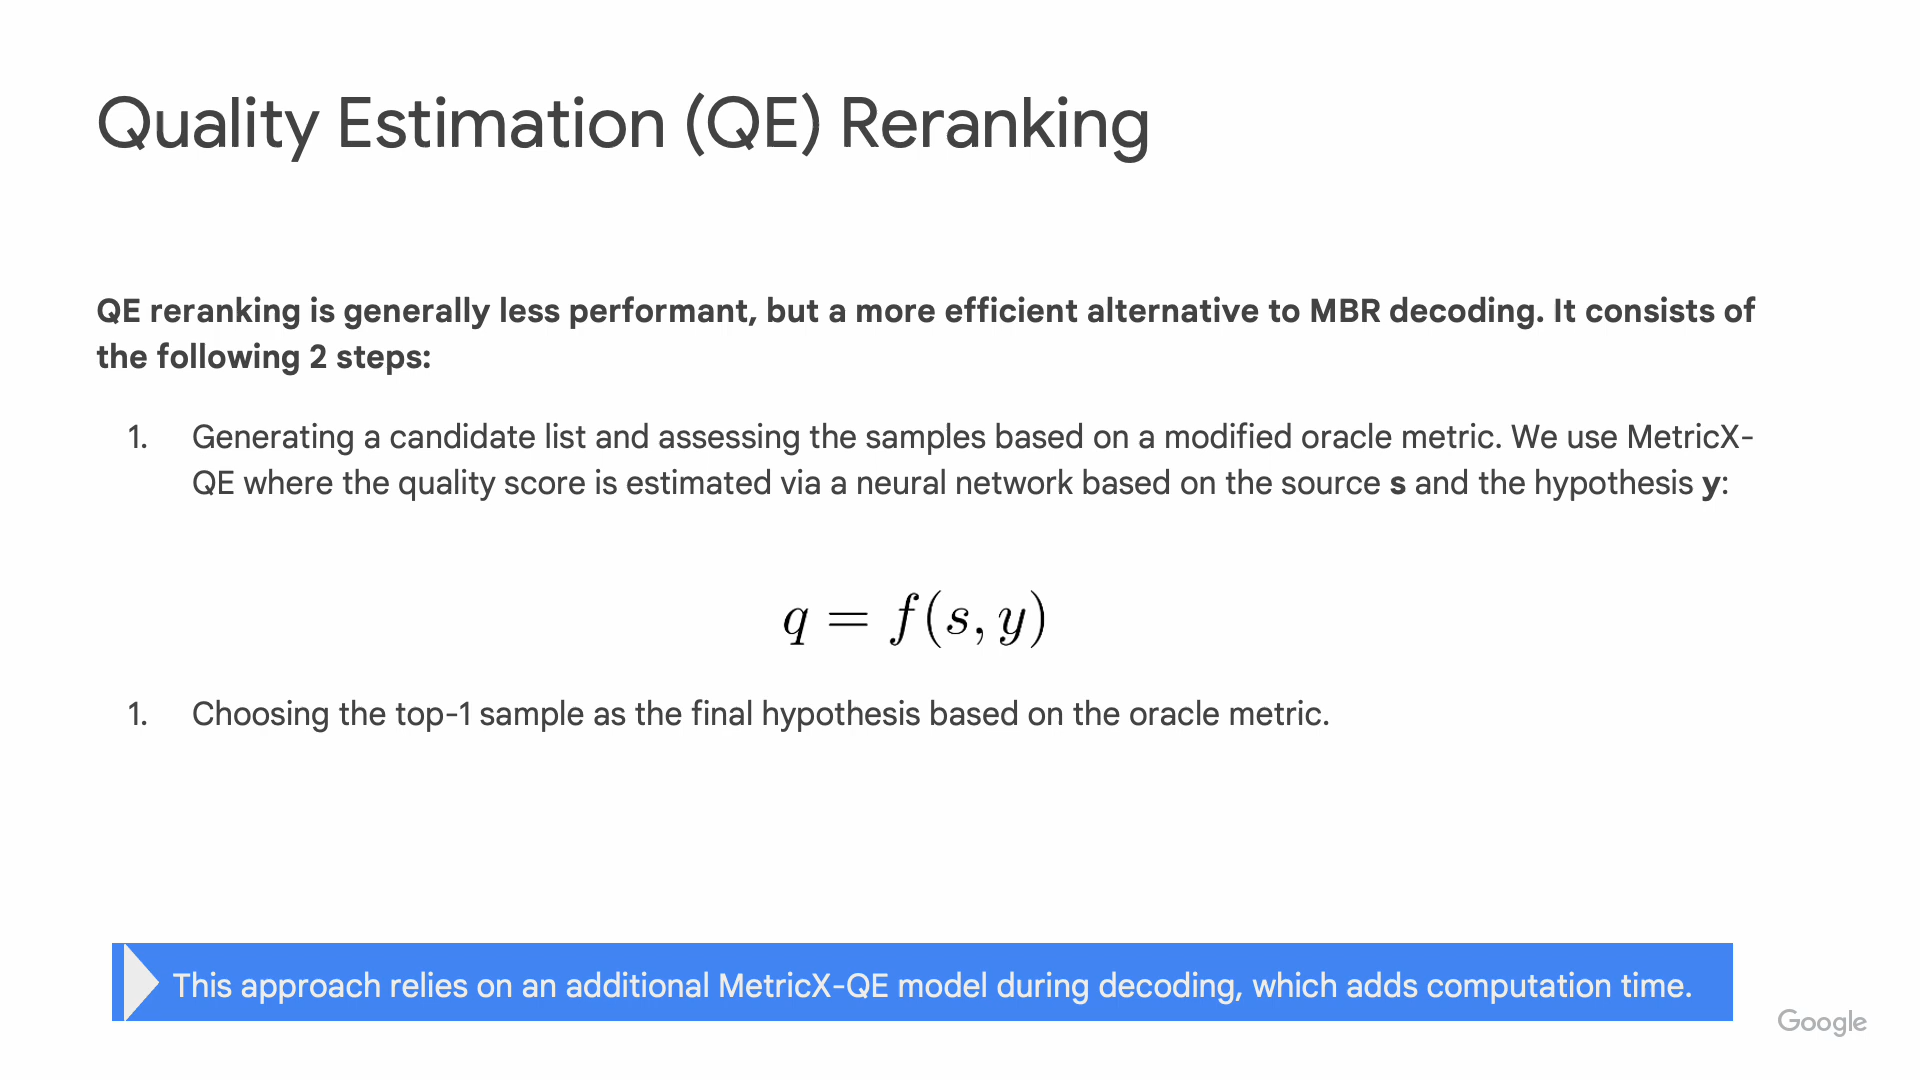 Quality Estimation (QE) Reranking
QE reranking is generally less performant, but a more efficient alternative to MBR decoding. It consists of
the following 2 steps:
1. Generating a candidate list and assessing the samples based on a modified oracle metric. We use MetricX-
QE where the quality score is estimated via a neural network based on the source s and the hypothesis y:
q = f(s, y)
1. Choosing the top-1 sample as the final hypothesis based on the oracle metric.
This approach relies on an additional MetricX-QE model during decoding, which adds computation time.
Google